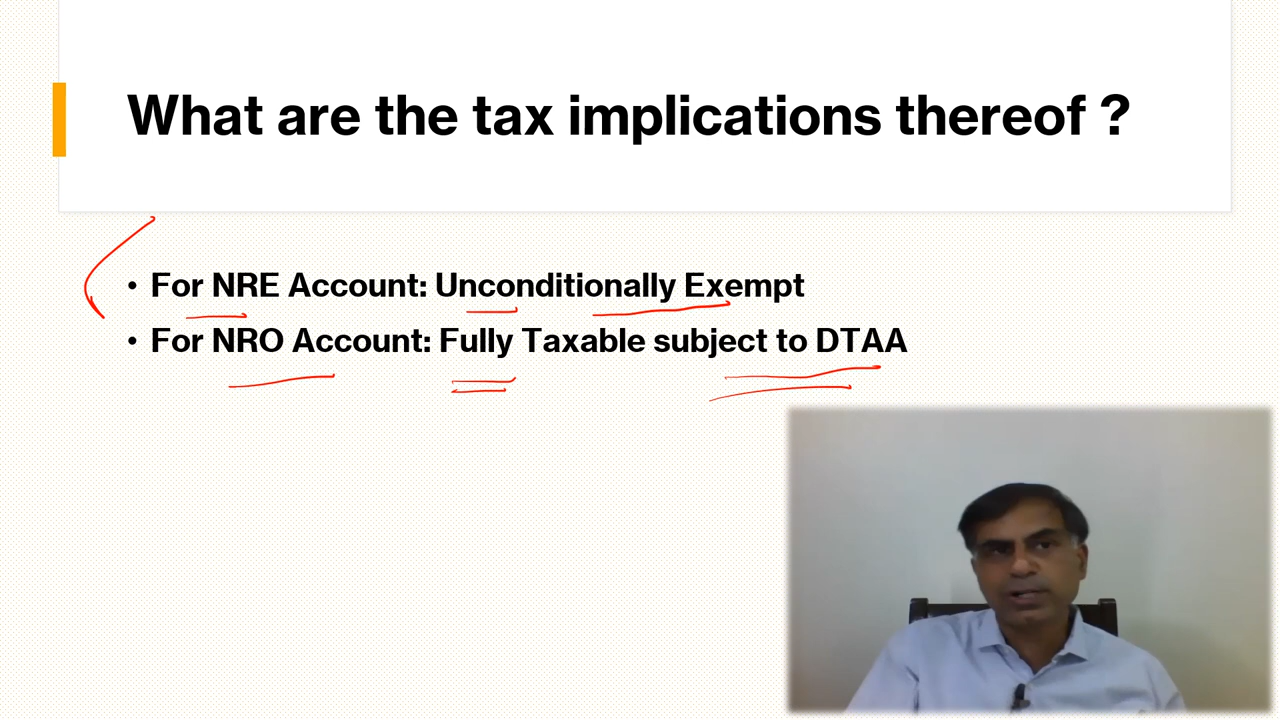 What are the tax implications thereof ?
• For NRE Account: Unconditionally Exempt
• For NRO Account: Fully Taxable subject to DTAA